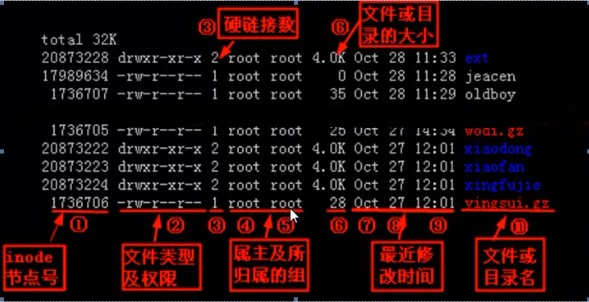 ③ 硬链接数
⑥ 文件或目
录的大小
total 32K
20873228 drwxr-xr-x 2 root root 4.0K Oct 28 11:33 ext
17989634 -rw-r--r-- 1 root root 0 Oct 28 11:28 jeacen
1736707 -rw-r--r-- 1 root root 35 Oct 28 11:29 oldboy
1736705 -rw-r--r-- 1 root root 25 Oct 27 14:34 wodi.gz
20873222 drwxr-xr-x 2 root root 4.0K Oct 27 12:01 xiaodong
20873223 drwxr-xr-x 2 root root 4.0K Oct 27 12:01 xiaofan
20873224 drwxr-xr-x 2 root root 4.0K Oct 27 12:01 xingfujie
1736706 -rw-r--r-- 1 root root 28 Oct 27 12:01 yingsui.gz
① ② ③ ④ ⑤ ⑥ ⑦ ⑧ ⑨ ⑩
inode
节点号
文件类型
及权限
属主及所
归属的组
最近修
改时间
文件或
目录名